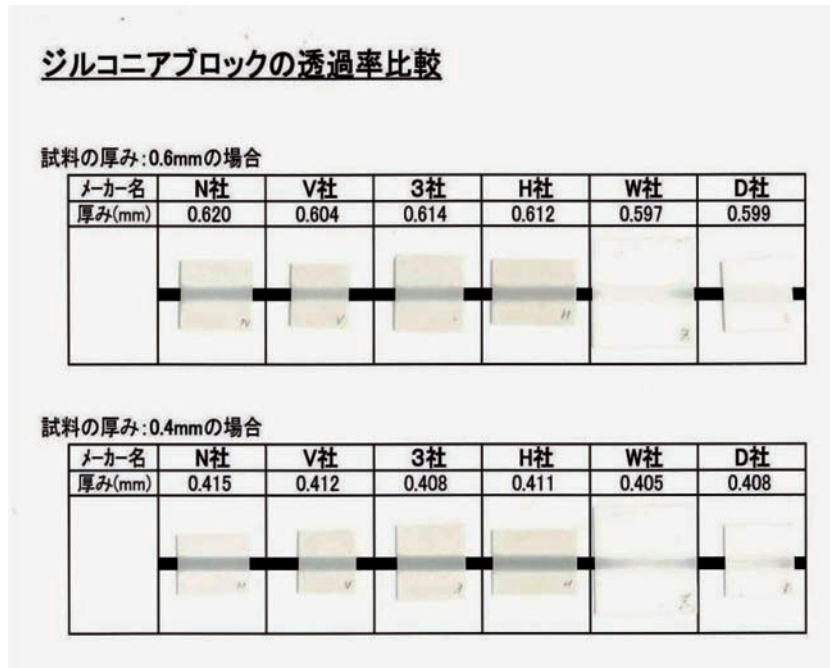 ジルコニアブロックの透過率比較
試料の厚み:0.6mmの場合
メーカー名 N社 V社 3社 H社 W社 D社
厚み(mm) 0.620 0.604 0.614 0.612 0.597 0.599
N V H
試料の厚み:0.4mmの場合
メーカー名 N社 V社 3社 H社 W社 D社
厚み(mm) 0.415 0.412 0.408 0.411 0.405 0.408
N V 3 H